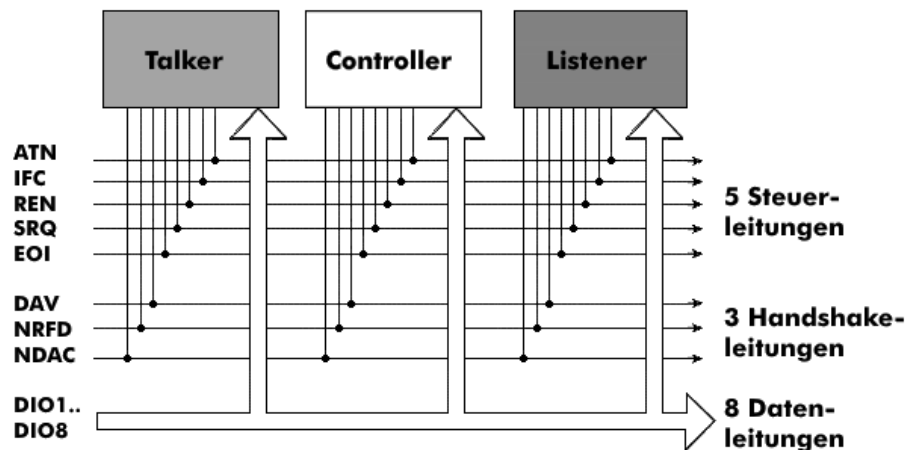 Talker
Controller
Listener
ATN
IFC
REN
SRQ
EOI
5 Steuer-
leitungen
DAV
NRFD
NDAC
3 Handshake-
leitungen
DIO1..
DIO8
8 Daten-
leitungen